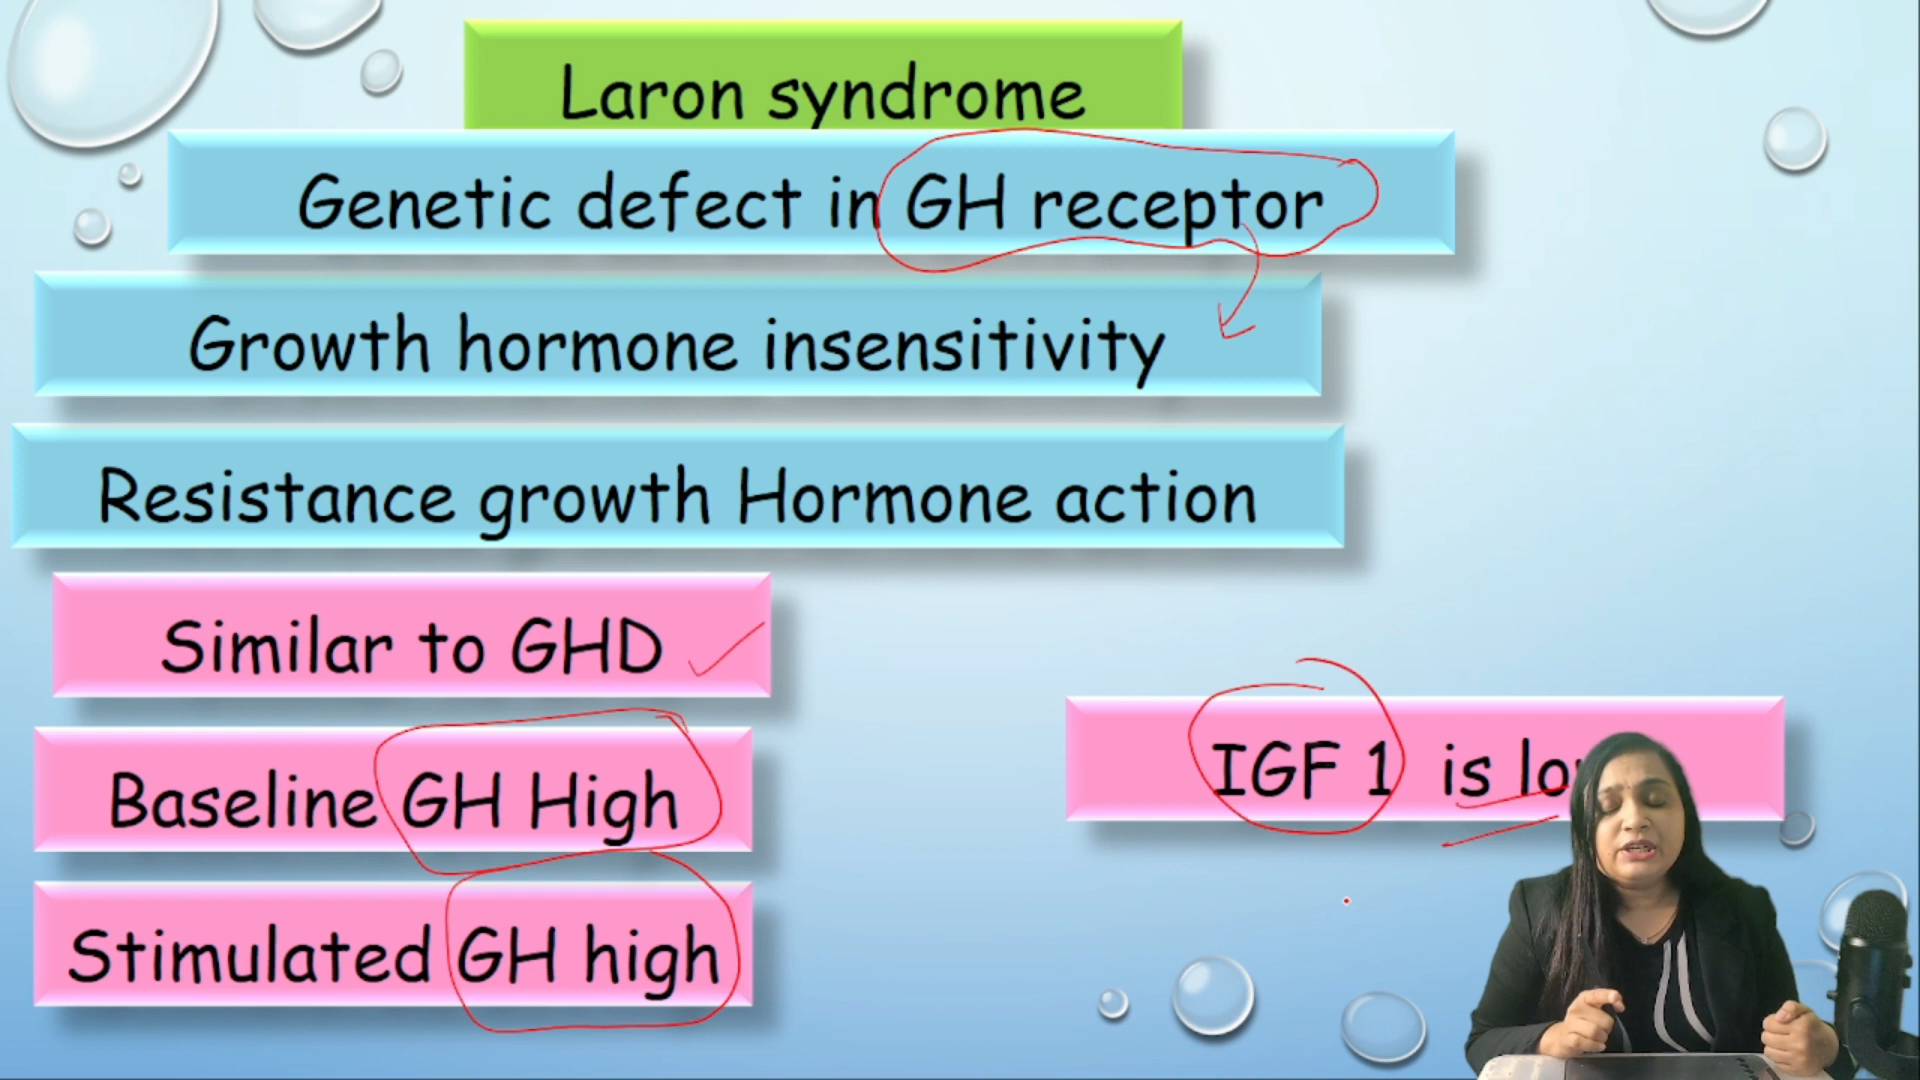 Laron syndrome
Genetic defect in GH receptor
Growth hormone insensitivity
Resistance growth Hormone action
Similar to GHD
Baseline GH High
IGF 1 is
Stimulated GH high